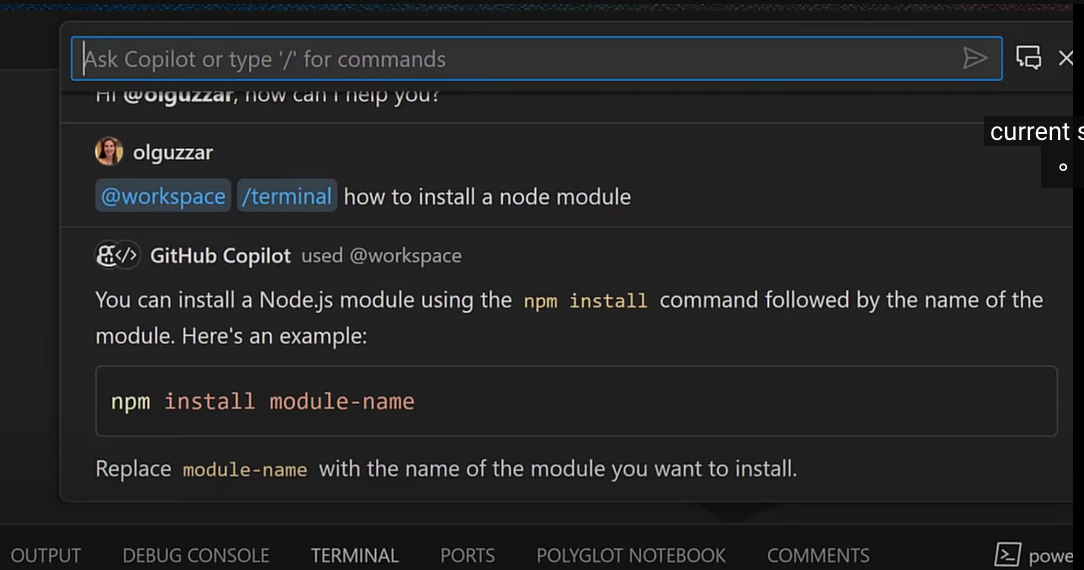 Ask Copilot or type '/' for commands
Hi @olguzzar, how can I help you?
current
olguzzar
@workspace /terminal how to install a node module
GitHub Copilot used @workspace
You can install a Node.js module using the npm install command followed by the name of the
module. Here's an example:
npm install module-name
Replace module-name with the name of the module you want to install.
OUTPUT DEBUG CONSOLE TERMINAL PORTS POLYGLOT NOTEBOOK COMMENTS powe